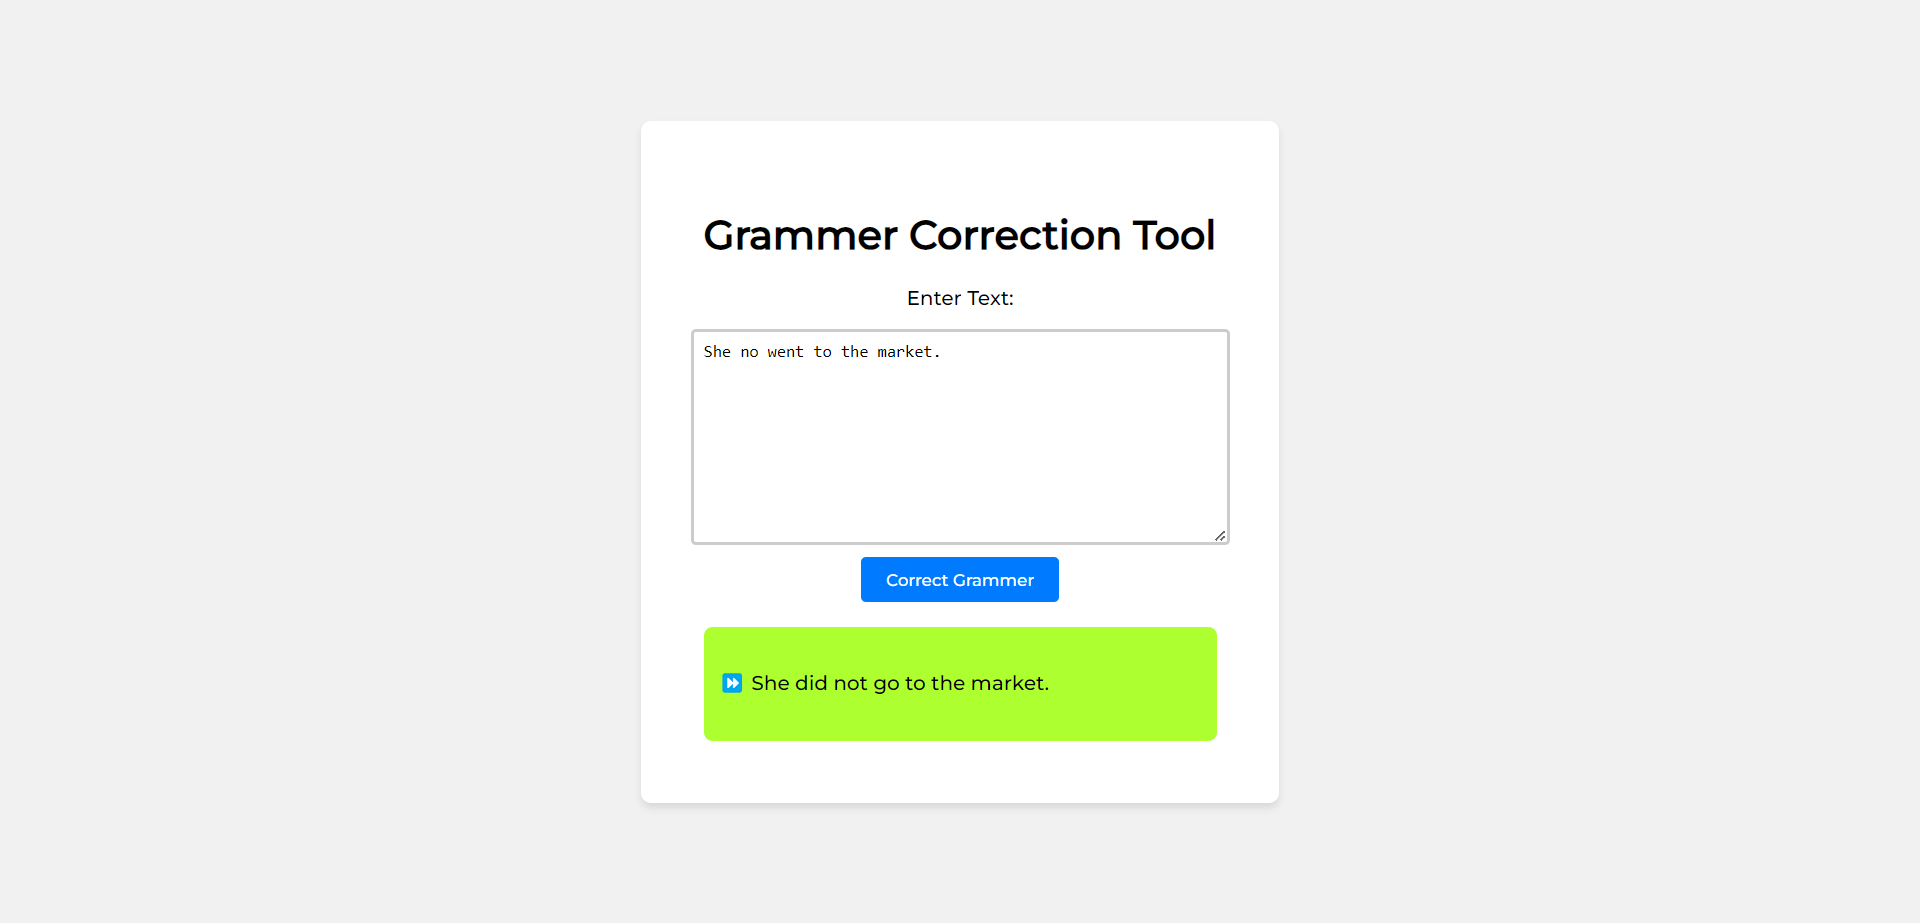 Grammer Correction Tool
Enter Text:
She no went to the market.
Correct Grammer
⏩ She did not go to the market.